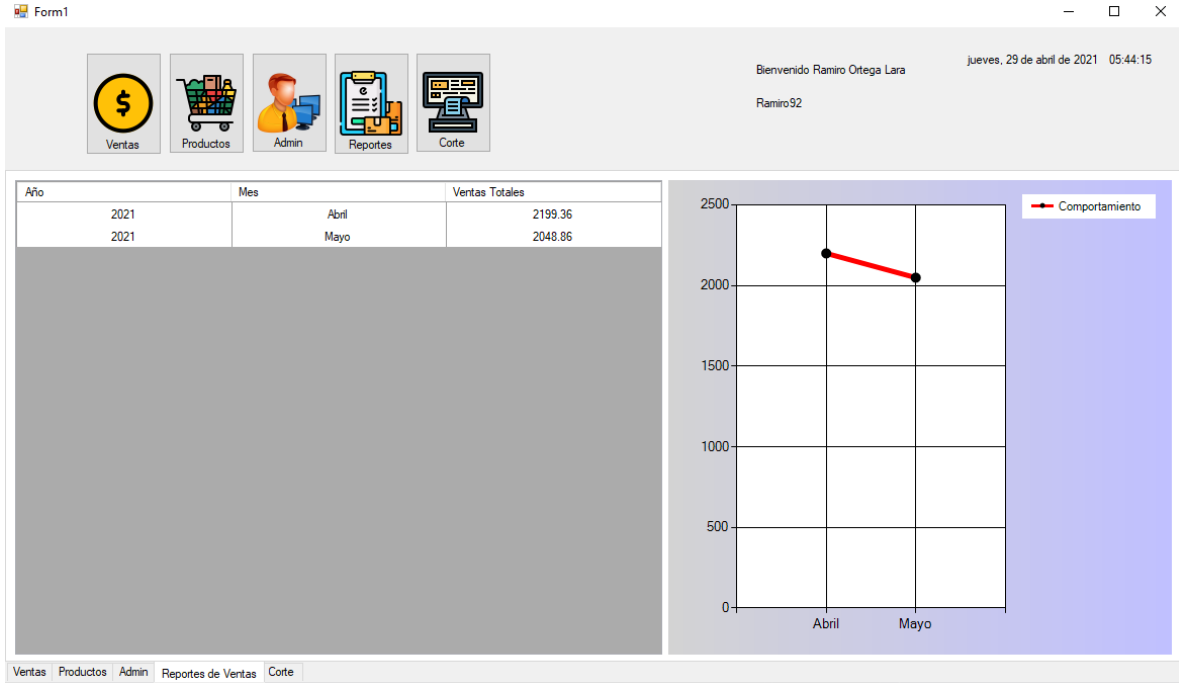 Form1
Bienvenido Ramiro Ortega Lara
jueves, 29 de abril de 2021 05:44:15
Ramiro92
$
Ventas
Productos
Admin
Reportes
Corte
Año Mes Ventas Totales
2021 Abril 2199.36
2021 Mayo 2048.86
Comportamiento
2500
2000
1500
1000
500
0
Abril Mayo
Ventas Productos Admin Reportes de Ventas Corte